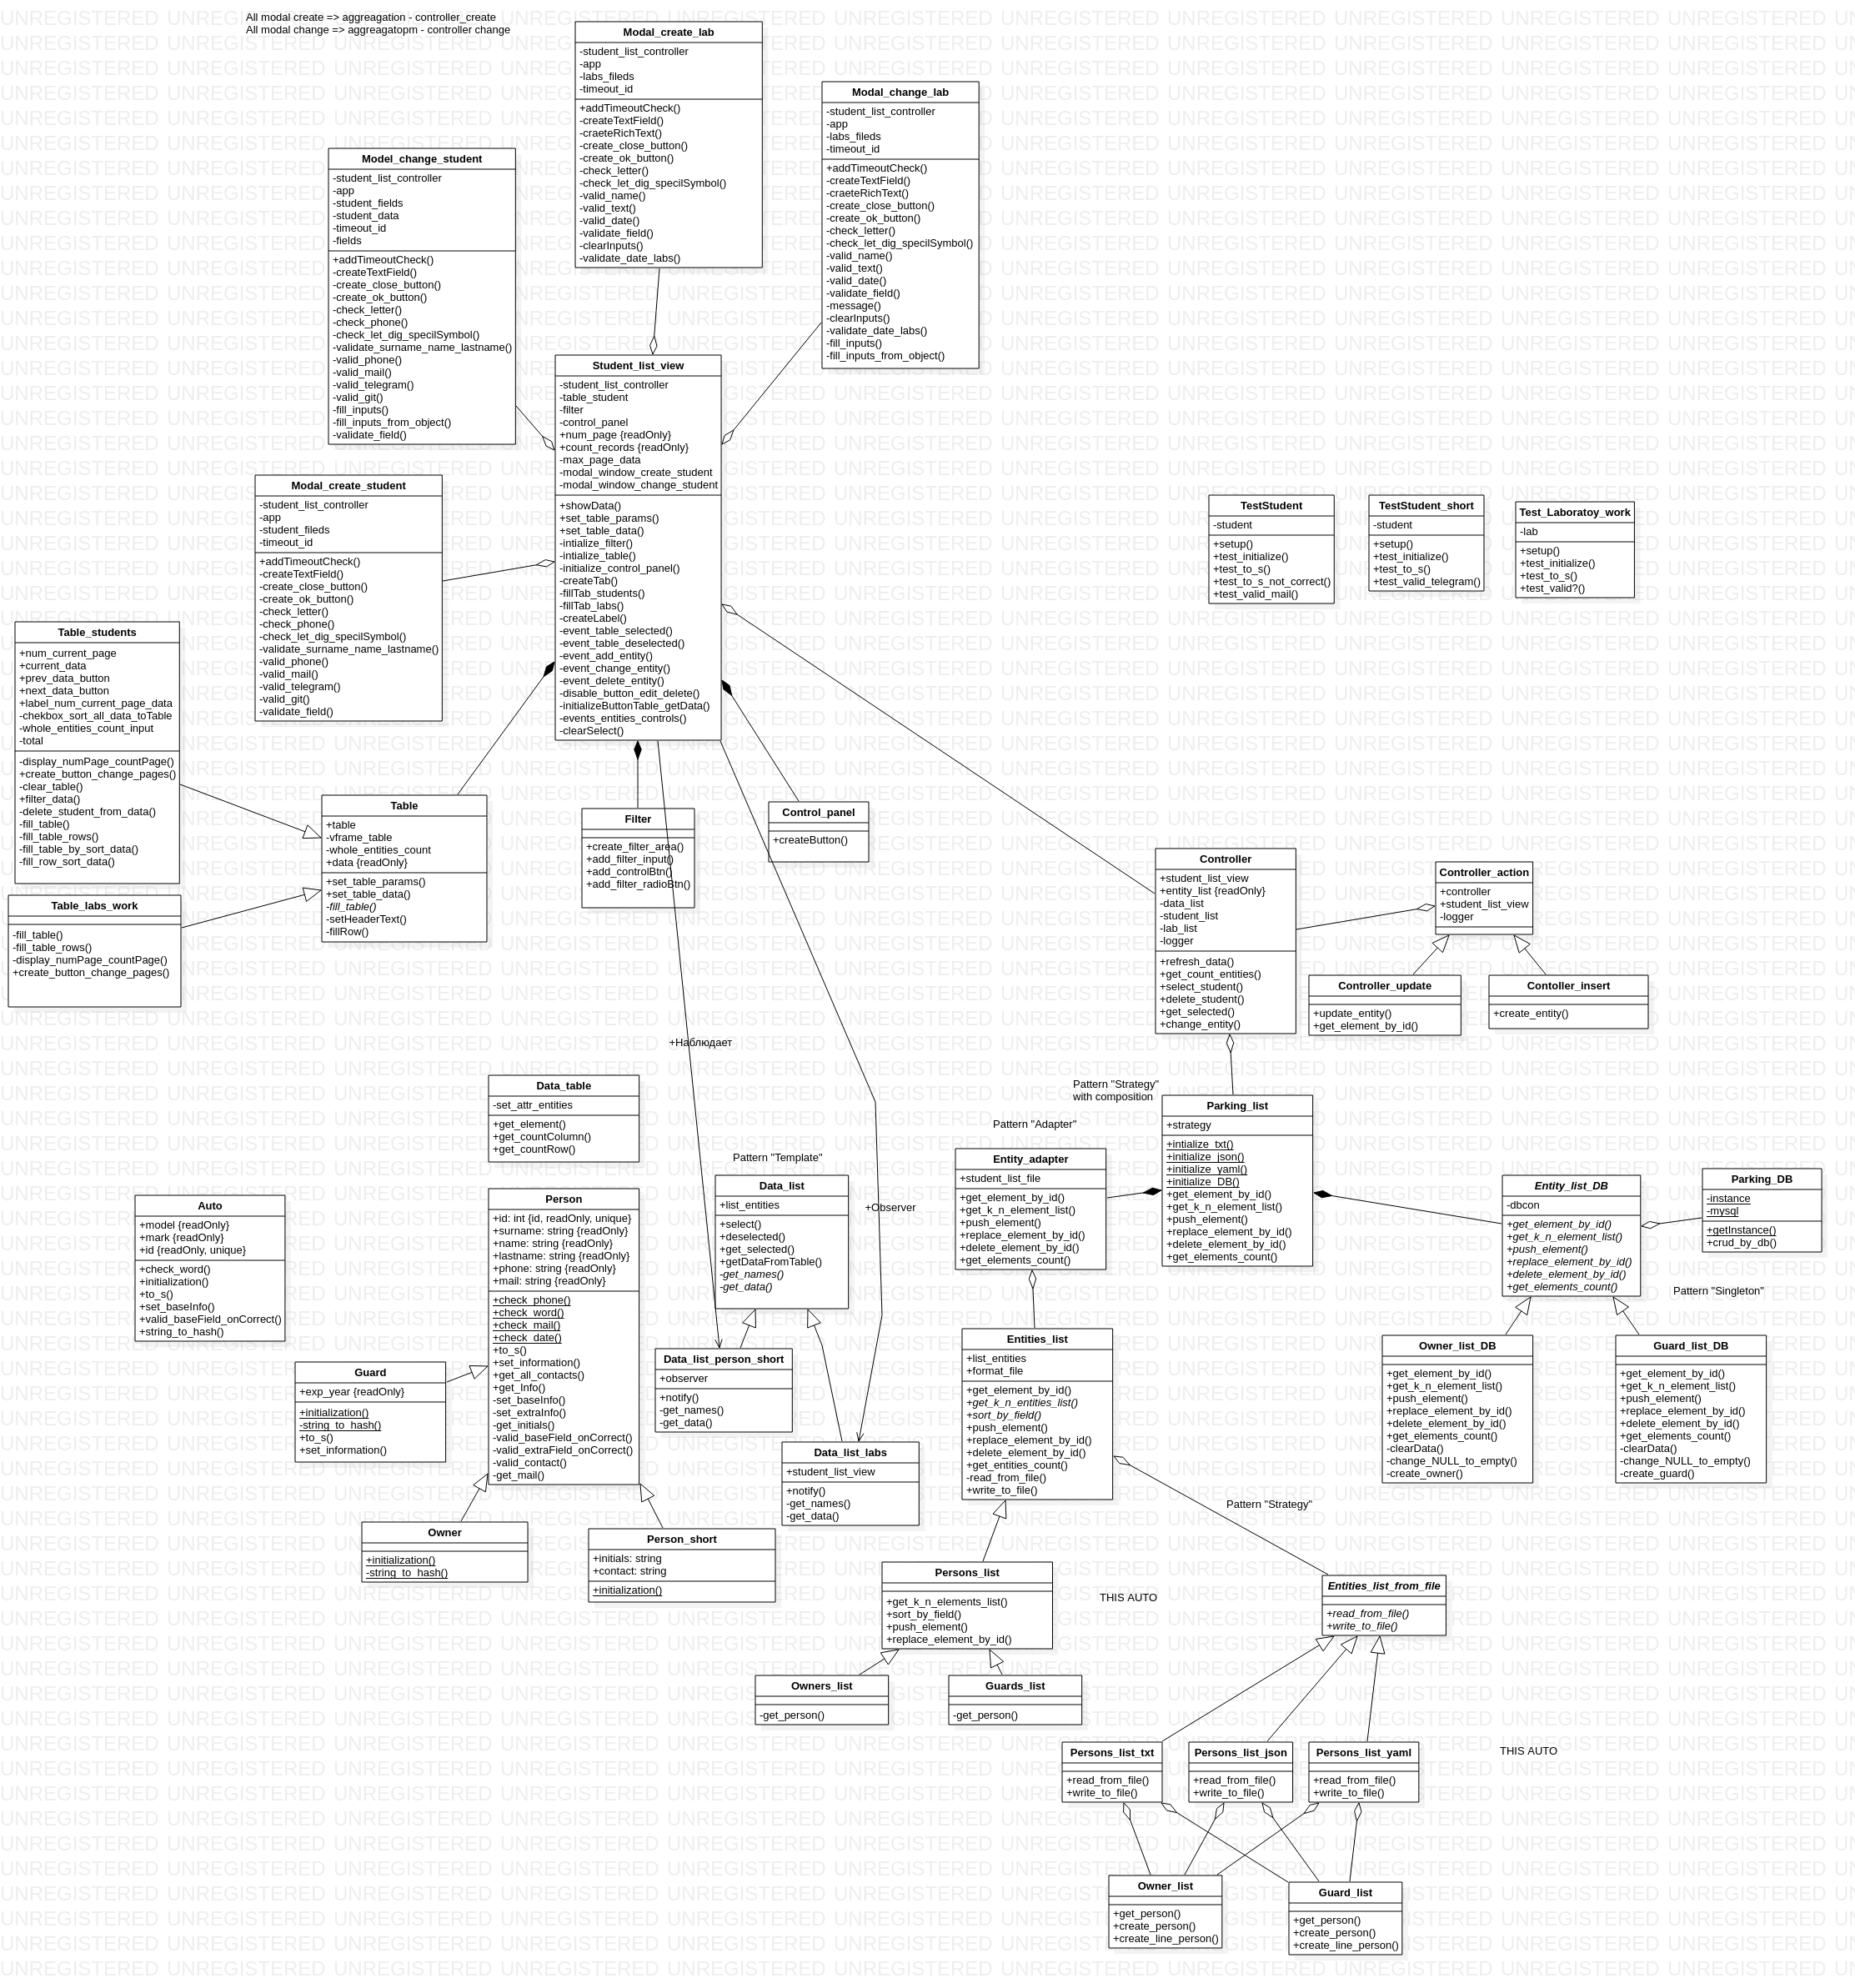 All modal create => aggreagation - controller_create
All modal change => aggreagatopm - controller change
Modal_create_lab
-student_list_controller
-app
-labs_fileds
-timeout_id
+addTimeoutCheck()
-createTextField()
-craeteRichText()
-create_close_button()
-create_ok_button()
-check_letter()
-check_let_dig_specilSymbol()
-valid_name()
-valid_text()
-valid_date()
-validate_field()
-clearInputs()
-validate_date_labs()
Modal_change_lab
-student_list_controller
-app
-labs_fileds
-timeout_id
+addTimeoutCheck()
-createTextField()
-craeteRichText()
-create_close_button()
-create_ok_button()
-check_letter()
-check_let_dig_specilSymbol()
-valid_name()
-valid_text()
-valid_date()
-validate_field()
-message()
-clearInputs()
-validate_date_labs()
-fill_inputs()
-fill_inputs_from_object()
Model_change_student
-student_list_controller
-app
-student_fields
-student_data
-timeout_id
-fields
+addTimeoutCheck()
-createTextField()
-create_close_button()
-create_ok_button()
-check_letter()
-check_phone()
-check_let_dig_specilSymbol()
-validate_surname_name_lastname()
-valid_phone()
-valid_mail()
-valid_telegram()
-valid_git()
-fill_inputs()
-fill_inputs_from_object()
-validate_field()
Student_list_view
-student_list_controller
-table_student
-filter
-control_panel
+num_page {readOnly}
+count_records {readOnly}
-max_page_data
-modal_window_create_student
-modal_window_change_student
+showData()
+set_table_params()
+set_table_data()
-intialize_filter()
-intialize_table()
-initialize_control_panel()
-createTab()
-fillTab_students()
-fillTab_labs()
-createLabel()
-event_table_selected()
-event_table_deselected()
-event_add_entity()
-event_change_entity()
-event_delete_entity()
-disable_button_edit_delete()
-initializeButtonTable_getData()
-events_entities_controls()
-clearSelect()
Modal_create_student
-student_list_controller
-app
-student_fileds
-timeout_id
+addTimeoutCheck()
-createTextField()
-create_close_button()
-create_ok_button()
-check_letter()
-check_phone()
-check_let_dig_specilSymbol()
-validate_surname_name_lastname()
-valid_phone()
-valid_mail()
-valid_telegram()
-valid_git()
-validate_field()
TestStudent
-student
+setup()
+test_initialize()
+test_to_s()
+test_to_s_not_correct()
+test_valid_mail()
TestStudent_short
-student
+setup()
+test_initialize()
+test_to_s()
+test_valid_telegram()
Test_Laboratoy_work
-lab
+setup()
+test_initialize()
+test_to_s()
+test_valid?()
Table_students
+num_current_page
+current_data
+prev_data_button
+next_data_button
+label_num_current_page_data
-chekbox_sort_all_data_toTable
-whole_entities_count_input
-total
-display_numPage_countPage()
+create_button_change_pages()
-clear_table()
+filter_data()
-delete_student_from_data()
-fill_table()
-fill_table_rows()
-fill_table_by_sort_data()
-fill_row_sort_data()
Table_labs_work
-fill_table()
-fill_table_rows()
-display_numPage_countPage()
+create_button_change_pages()
Table
+table
-vframe_table
-whole_entities_count
+data {readOnly}
+set_table_params()
+set_table_data()
-fill_table()
-setHeaderText()
-fillRow()
Filter
+create_filter_area()
+add_filter_input()
+add_controlBtn()
+add_filter_radioBtn()
Control_panel
+createButton()
Controller
+student_list_view
+entity_list {readOnly}
-data_list
-student_list
-lab_list
-logger
+refresh_data()
+get_count_entities()
+select_student()
+delete_student()
+get_selected()
+change_entity()
Controller_action
+controller
+student_list_view
-logger
Controller_update
+update_entity()
+get_element_by_id()
Contoller_insert
+create_entity()
+Наблюдает
+Observer
Data_table
-set_attr_entities
+get_element()
+get_countColumn()
+get_countRow()
Pattern "Template"
Pattern "Adapter"
Pattern "Strategy"
with composition
Parking_list
+strategy
+intialize_txt()
+initialize_json()
+initialize_yaml()
+initialize_DB()
+get_element_by_id()
+get_k_n_element_list()
+push_element()
+replace_element_by_id()
+delete_element_by_id()
+get_elements_count()
Entity_adapter
+student_list_file
+get_element_by_id()
+get_k_n_element_list()
+push_element()
+replace_element_by_id()
+delete_element_by_id()
+get_elements_count()
Entity_list_DB
-dbcon
+get_element_by_id()
+get_k_n_element_list()
+push_element()
+replace_element_by_id()
+delete_element_by_id()
+get_elements_count()
Parking_DB
-instance
-mysql
+getInstance()
+crud_by_db()
Pattern "Singleton"
Auto
+model {readOnly}
+mark {readOnly}
+id {readOnly, unique}
+check_word()
+initialization()
+to_s()
+set_baseInfo()
+valid_baseField_onCorrect()
+string_to_hash()
Person
+id: int {id, readOnly, unique}
+surname: string {readOnly}
+name: string {readOnly}
+lastname: string {readOnly}
+phone: string {readOnly}
+mail: string {readOnly}
+check_phone()
+check_word()
+check_mail()
+check_date()
+to_s()
+set_information()
+get_all_contacts()
+get_Info()
-set_baseInfo()
-set_extraInfo()
-get_initials()
-valid_baseField_onCorrect()
-valid_extraField_onCorrect()
-valid_contact()
-get_mail()
Data_list
+list_entities
+select()
+deselected()
+get_selected()
+getDataFromTable()
-get_names()
-get_data()
Guard
+exp_year {readOnly}
+initialization()
-string_to_hash()
+to_s()
+set_information()
Data_list_person_short
+observer
+notify()
-get_names()
-get_data()
Data_list_labs
+student_list_view
+notify()
-get_names()
-get_data()
Entities_list
+list_entities
+format_file
+get_element_by_id()
+get_k_n_entities_list()
+sort_by_field()
+push_element()
+replace_element_by_id()
+delete_element_by_id()
+get_entities_count()
-read_from_file()
+write_to_file()
Owner_list_DB
+get_element_by_id()
+get_k_n_element_list()
+push_element()
+replace_element_by_id()
+delete_element_by_id()
+get_elements_count()
-clearData()
-change_NULL_to_empty()
-create_owner()
Guard_list_DB
+get_element_by_id()
+get_k_n_element_list()
+push_element()
+replace_element_by_id()
+delete_element_by_id()
+get_elements_count()
-clearData()
-change_NULL_to_empty()
-create_guard()
Owner
+initialization()
-string_to_hash()
Person_short
+initials: string
+contact: string
+initialization()
Pattern "Strategy"
Persons_list
+get_k_n_elements_list()
+sort_by_field()
+push_element()
+replace_element_by_id()
THIS AUTO
Entities_list_from_file
+read_from_file()
+write_to_file()
Owners_list
-get_person()
Guards_list
-get_person()
Persons_list_txt
+read_from_file()
+write_to_file()
Persons_list_json
+read_from_file()
+write_to_file()
Persons_list_yaml
+read_from_file()
+write_to_file()
THIS AUTO
Owner_list
+get_person()
+create_person()
+create_line_person()
Guard_list
+get_person()
+create_person()
+create_line_person()